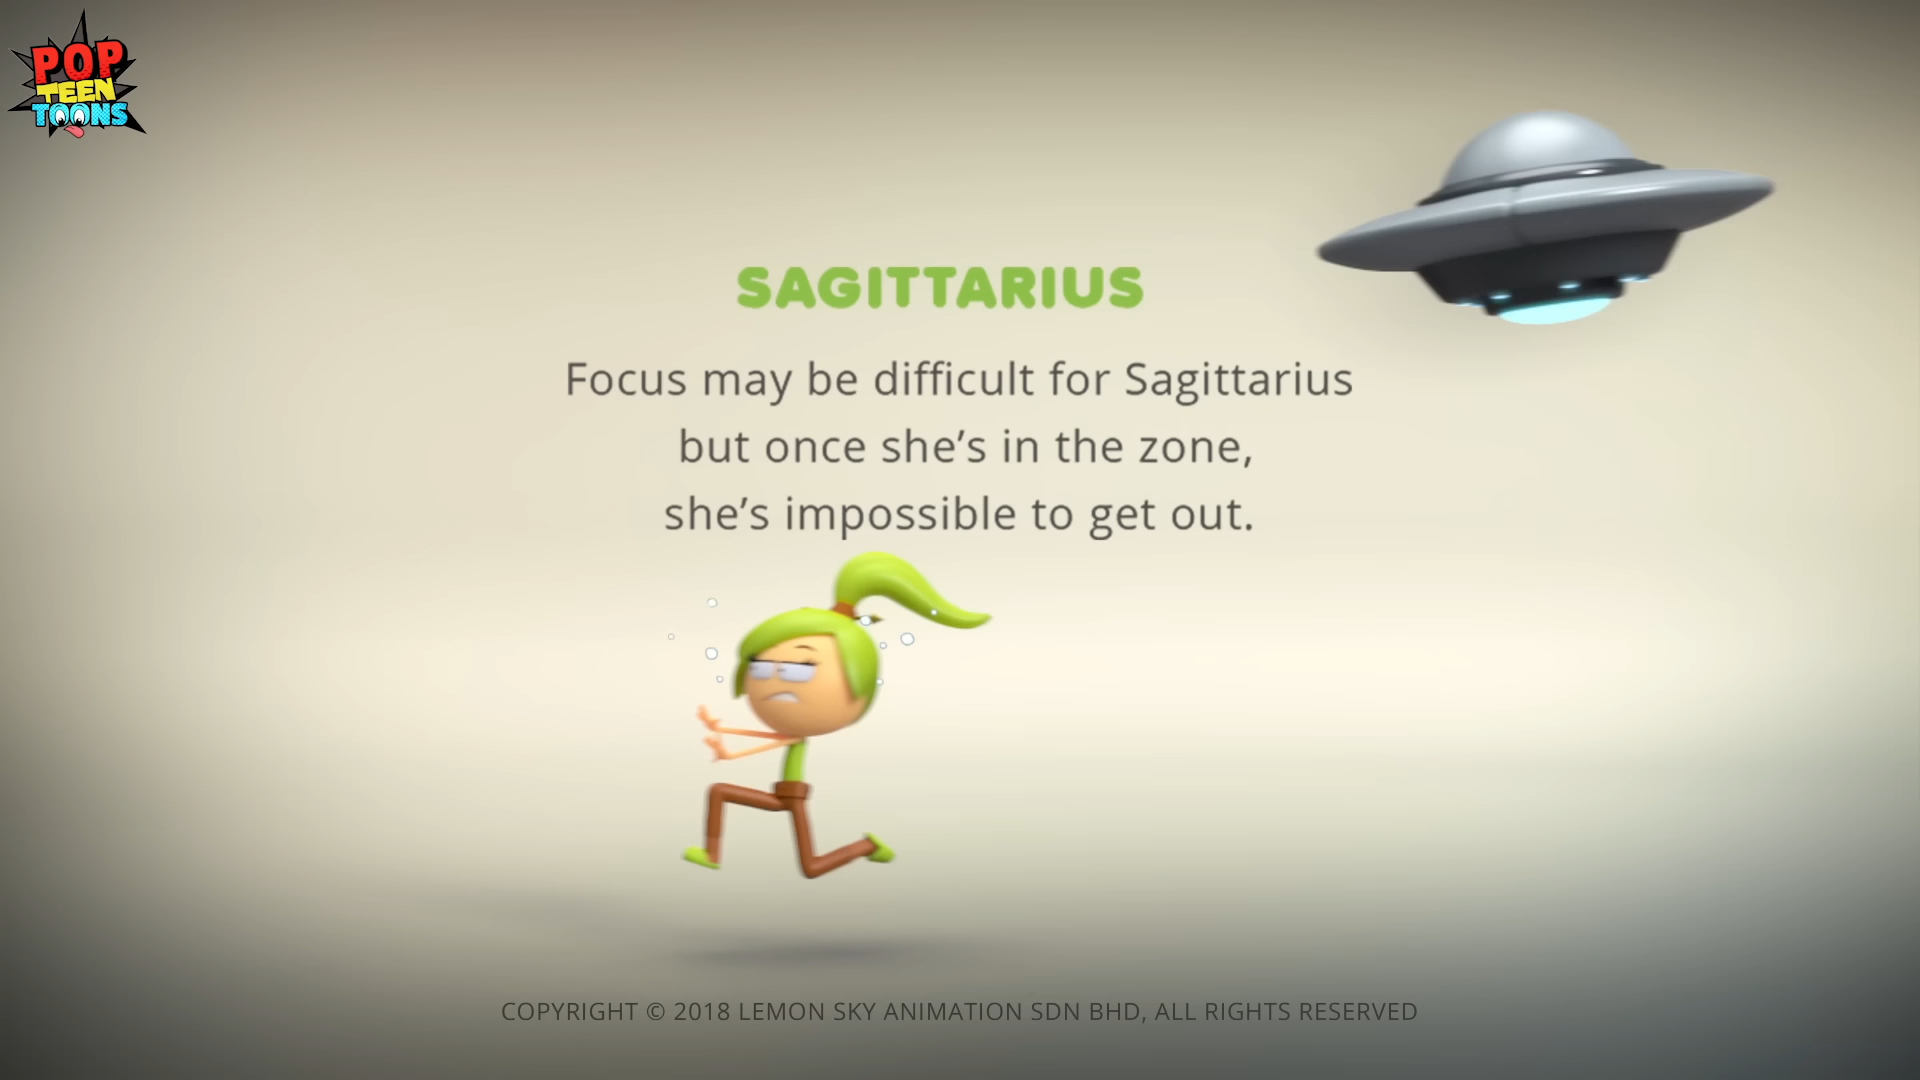 POP
TEEN
TOONS
SAGITTARIUS
Focus may be difficult for Sagittarius
but once she’s in the zone,
she’s impossible to get out.
COPYRIGHT © 2018 LEMON SKY ANIMATION SDN BHD, ALL RIGHTS RESERVED